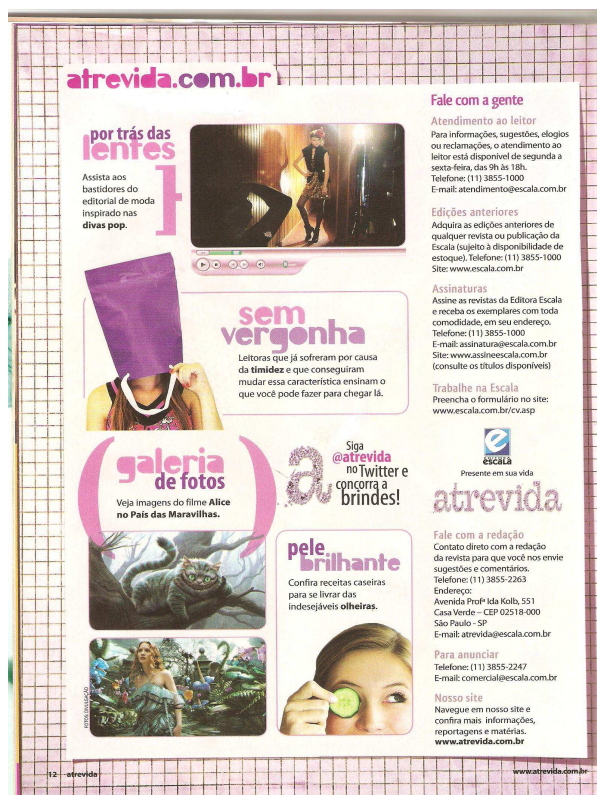 atrevida.com.br
por trás das
lentes
Assista aos
bastidores do
editorial de moda
inspirado nas
divas pop.
sem
vergonha
Leitoras que já sofreram por causa
da timidez e que conseguiram
mudar essa característica ensinam o
que você pode fazer para chegar lá.
galeria
de fotos
Veja imagens do filme Alice
no País das Maravilhas.
FOTOS DIVULGAÇÃO
a
Siga
@atrevida
no Twitter e
concorra a
brindes!
pele
brilhante
Confira receitas caseiras
para se livrar das
indesejáveis olheiras.
Fale com a gente
Atendimento ao leitor
Para informações, sugestões, elogios
ou reclamações, o atendimento ao
leitor está disponível de segunda a
sexta-feira, das 9h às 18h.
Telefone: (11) 3855-1000
E-mail: atendimento@escala.com.br
Edições anteriores
Adquira as edições anteriores de
qualquer revista ou publicação da
Escala (sujeito à disponibilidade de
estoque). Telefone: (11) 3855-1000
Site: www.escala.com.br
Assinaturas
Assine as revistas da Editora Escala
e receba os exemplares com toda
comodidade, em seu endereço.
Telefone: (11) 3855-1000
E-mail: assinatura@escala.com.br
Site: www.assineescala.com.br
(consulte os títulos disponíveis)
Trabalhe na Escala
Preencha o formulário no site:
www.escala.com.br/cv.asp
e
escala
Presente em sua vida
atrevida
Fale com a redação
Contato direto com a redação
da revista para que você nos envie
sugestões e comentários.
Telefone: (11) 3855-2263
Endereço:
Avenida Profª Ida Kolb, 551
Casa Verde – CEP 02518-000
São Paulo - SP
E-mail: atrevida@escala.com.br
Para anunciar
Telefone: (11) 3855-2247
E-mail: comercial@escala.com.br
Nosso site
Navegue em nosso site e
confira mais informações,
reportagens e matérias.
www.atrevida.com.br
12 atrevida
www.atrevida.com.br